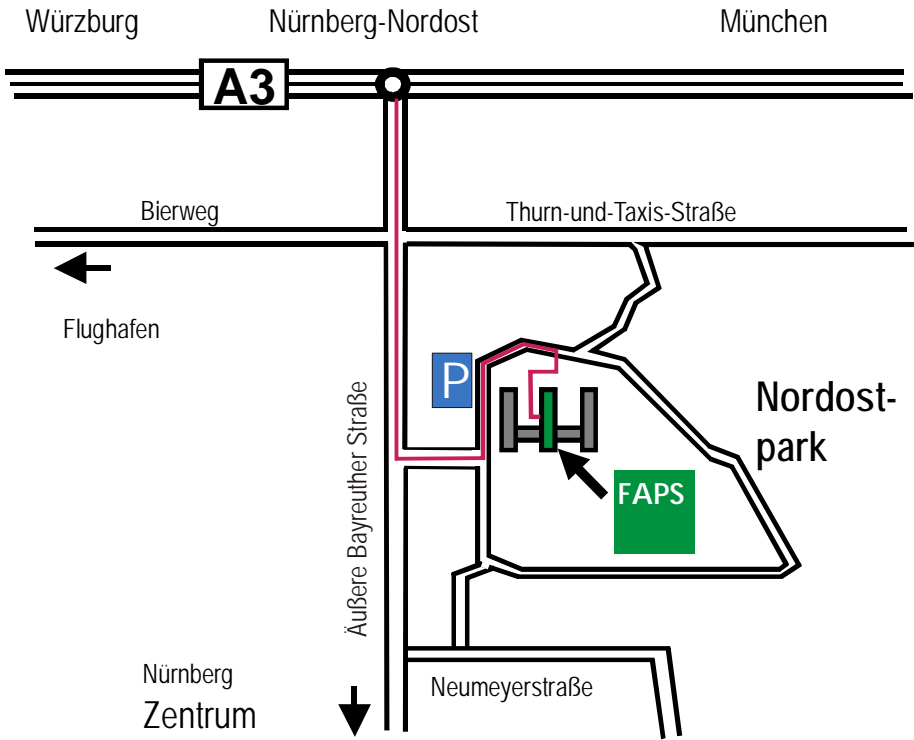 Würzburg
Nürnberg-Nordost
München
A3
Bierweg
Thurn-und-Taxis-Straße
Flughafen
P
Äußere Bayreuther Straße
Nordost-
park
FAPS
Nürnberg
Zentrum
Neumeyerstraße